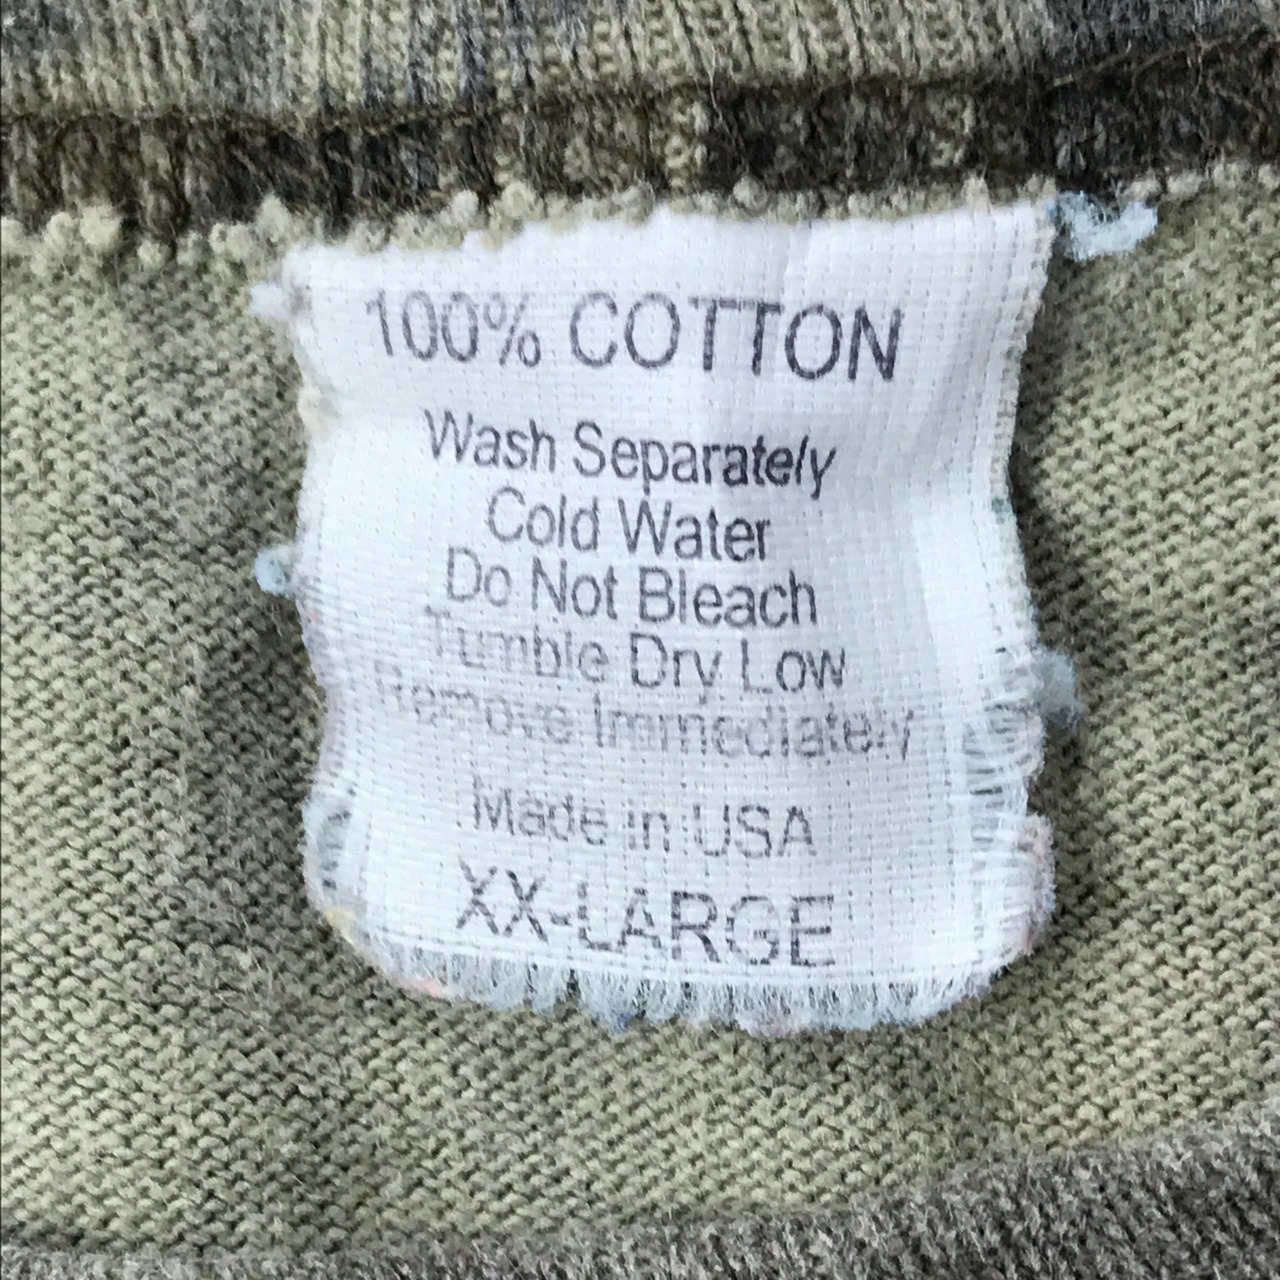 100% COTTON
Wash Separately
Cold Water
Do Not Bleach
Tumble Dry Low
Remove Immediately
Made in USA
XX-LARGE